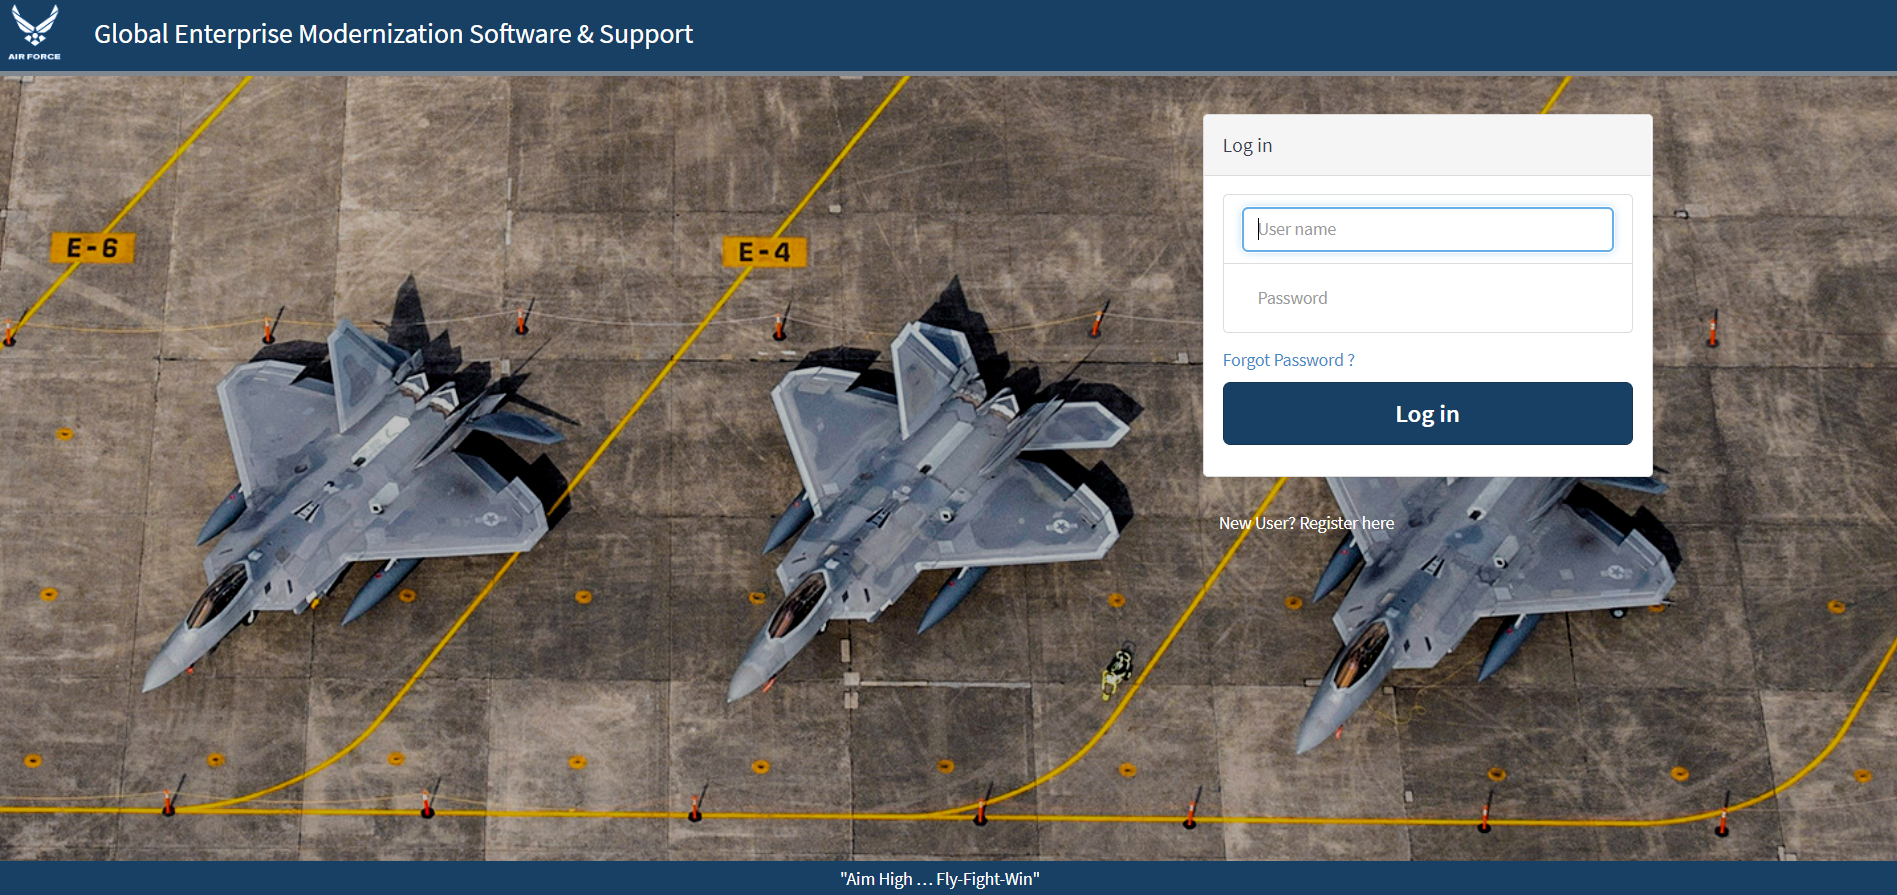 AIR FORCE
Global Enterprise Modernization Software & Support
Log in
User name
Password
Forgot Password ?
Log in
New User? Register here
E-6
E-4
"Aim High ... Fly-Fight-Win"